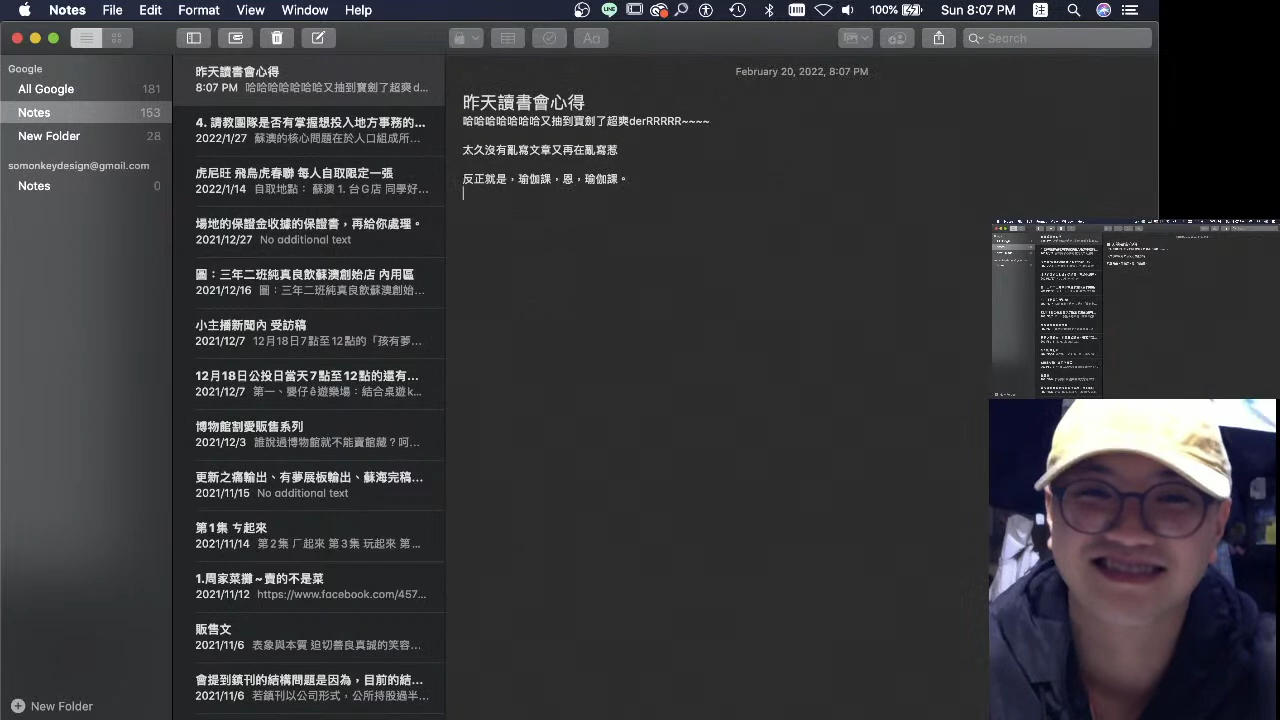 Notes File Edit Format View Window Help
100% Sun 8:07 PM 注
Search
Google
All Google 181
Notes 153
New Folder 28
somonkeydesign@gmail.com
Notes 0
New Folder
昨天讀書會心得
8:07 PM 哈哈哈哈哈哈哈又抽到寶劍了超爽d...
4. 請教團隊是否有掌握想投入地方事務的...
2022/1/27 蘇澳的核心問題在於人口組成所...
虎尼旺 飛鳥虎春聯 每人自取限定一張
2022/1/14 自取地點： 蘇澳 1. 台G店 同學好...
場地的保證金收據的保證書，再給你處理。
2021/12/27 No additional text
圖：三年二班純真良飲蘇澳創始店 內用區
2021/12/16 圖：三年二班純真良飲蘇澳創始...
小主播新聞內 受訪稿
2021/12/7 12月18日7點至12點的「孩有夢...
12月18日公投日當天7點至12點的還有...
2021/12/7 第一、嬰仔ê遊樂場：結合桌遊k...
博物館割愛販售系列
2021/12/3 誰說過博物館就不能賣館藏？呵...
更新之痛輸出、有夢展板輸出、蘇海完稿...
2021/11/15 No additional text
第1集 ㄘ起來
2021/11/14 第2集 ㄏ起來 第3集 玩起來 第...
1.周家菜攤~賣的不是菜
2021/11/12 https://www.facebook.com/457...
販售文
2021/11/6 表象與本質 迫切善良真誠的笑容...
會提到鎮刊的結構問題是因為，目前的結...
2021/11/6 若鎮刊以公司形式，公所持股過半...
February 20, 2022, 8:07 PM
昨天讀書會心得
哈哈哈哈哈哈哈又抽到寶劍了超爽derRRRRR~~~~
太久沒有亂寫文章又再在亂寫惹
反正就是，瑜伽課，恩，瑜伽課。